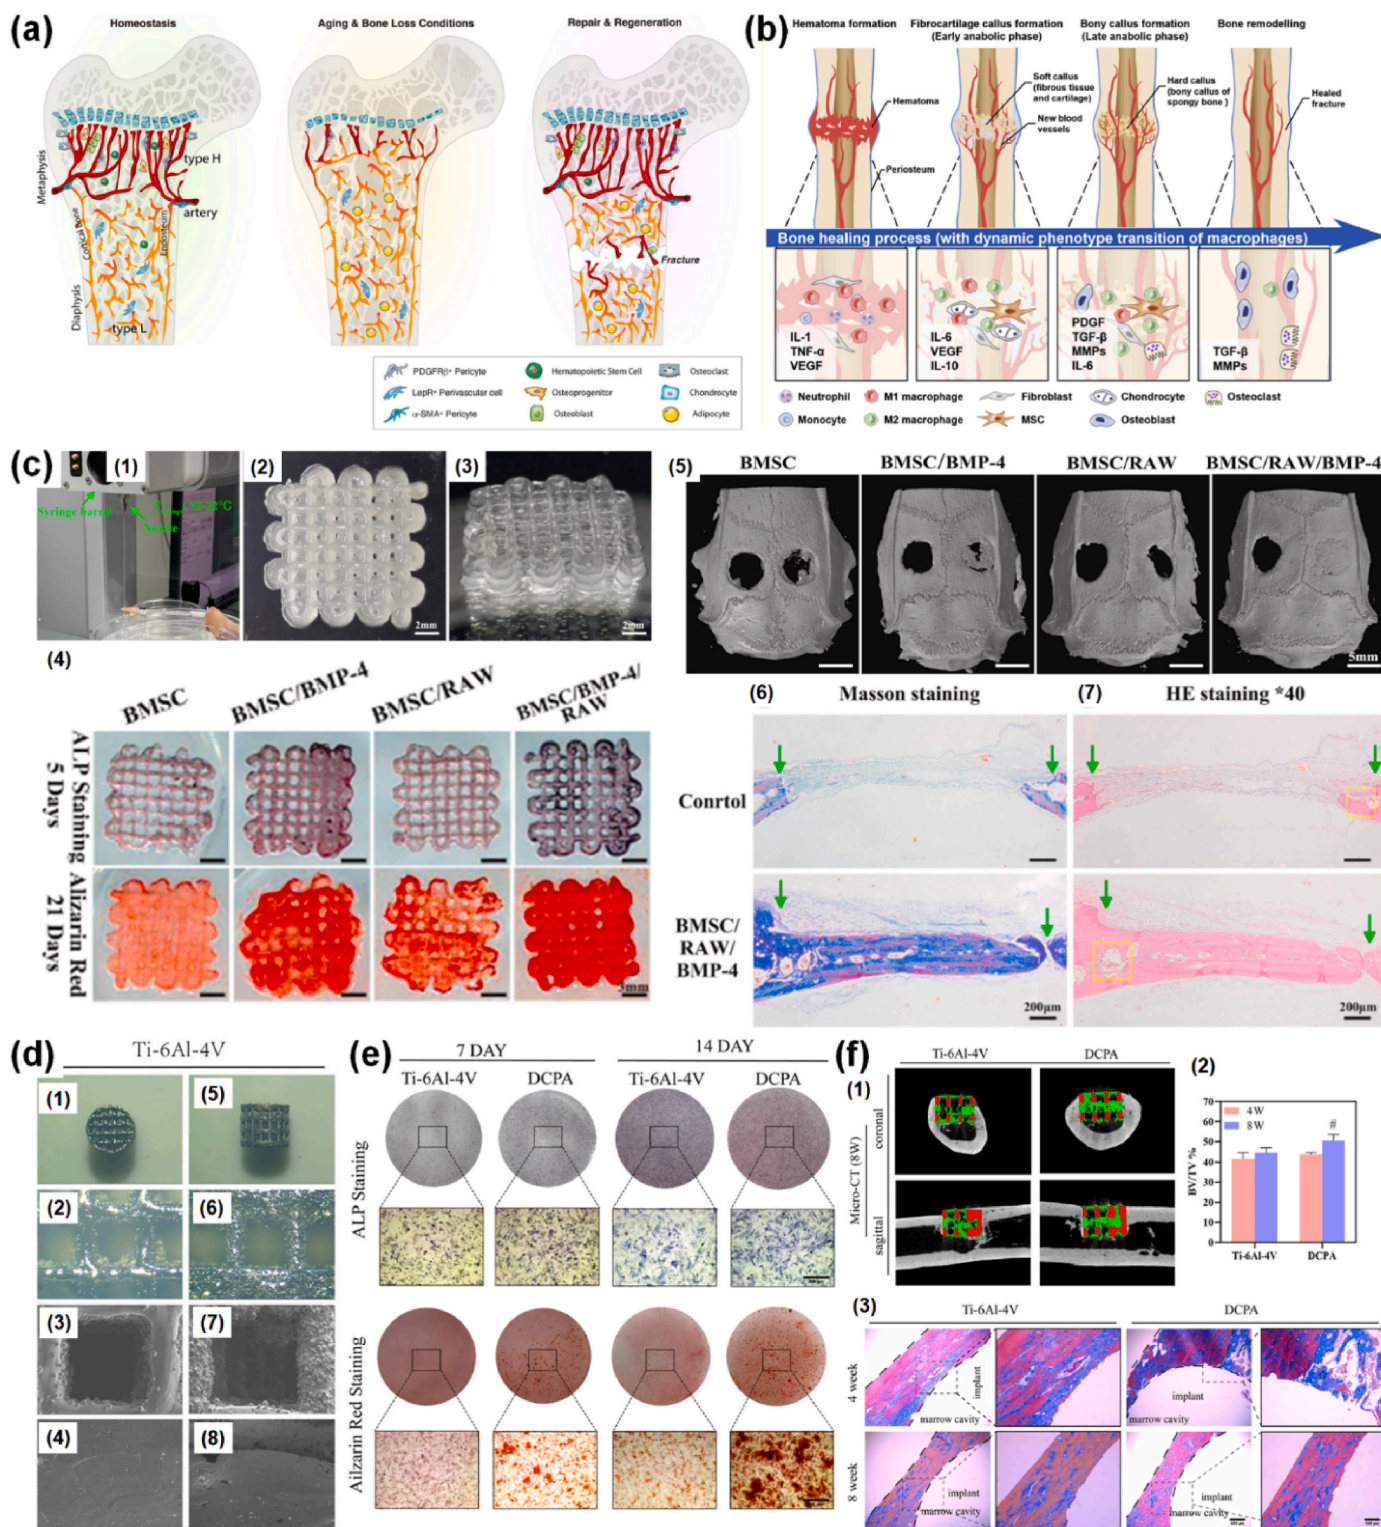 (a)
Homeostasis
Aging & Bone Loss Conditions
Repair & Regeneration
Metaphysis
type H
artery
Cortical Bone
Endosteum
Diaphysis
type L
Fracture
PDGFRβ⁺ Pericyte
Hematopoietic Stem Cell
Osteoclast
LepR⁺ Perivascular cell
Osteoprogenitor
Chondrocyte
α-SMA⁺ Pericyte
Osteoblast
Adipocyte
(b)
Hematoma formation
Fibrocartilage callus formation
(Early anabolic phase)
Bony callus formation
(Late anabolic phase)
Bone remodelling
Hematoma
Periosteum
Soft callus
(fibrous tissue
and cartilage)
New blood
vessels
Hard callus
(bony callus of
spongy bone )
Healed
fracture
Bone healing process (with dynamic phenotype transition of macrophages)
IL-1
TNF-α
VEGF
IL-6
VEGF
IL-10
PDGF
TGF-β
MMPs
IL-6
TGF-β
MMPs
Neutrophil
M1 macrophage
Fibroblast
Chondrocyte
Osteoclast
Monocyte
M2 macrophage
MSC
Osteoblast
(c)
(1)
Syringe barrel
Nozzle
(2)
2mm
(3)
2mm
(4)
BMSC
BMSC/BMP-4
BMSC/RAW
BMSC/BMP-4/
RAW
ALP Staining
5 Days
Alizarin Red
21 Days
3mm
(5)
BMSC
BMSC/BMP-4
BMSC/RAW
BMSC/RAW/BMP-4
5mm
(6)
Masson staining
(7)
HE staining *40
Conrtol
BMSC/
RAW/
BMP-4
200μm
200μm
(d)
Ti-6Al-4V
(1)
(5)
(2)
(6)
(3)
(7)
(4)
(8)
(e)
7 DAY
14 DAY
Ti-6Al-4V
DCPA
Ti-6Al-4V
DCPA
ALP Staining
Ailzarin Red Staining
(f)
Ti-6Al-4V
DCPA
(1)
Micro-CT (8W)
coronal
sagittal
(2)
BV/TV %
70
60
50
40
30
20
10
0
4W
8W
#
Ti-6Al-4V
DCPA
(3)
Ti-6Al-4V
DCPA
4 week
implant
marrow cavity
implant
marrow cavity
8 week
implant
marrow cavity
implant
marrow cavity